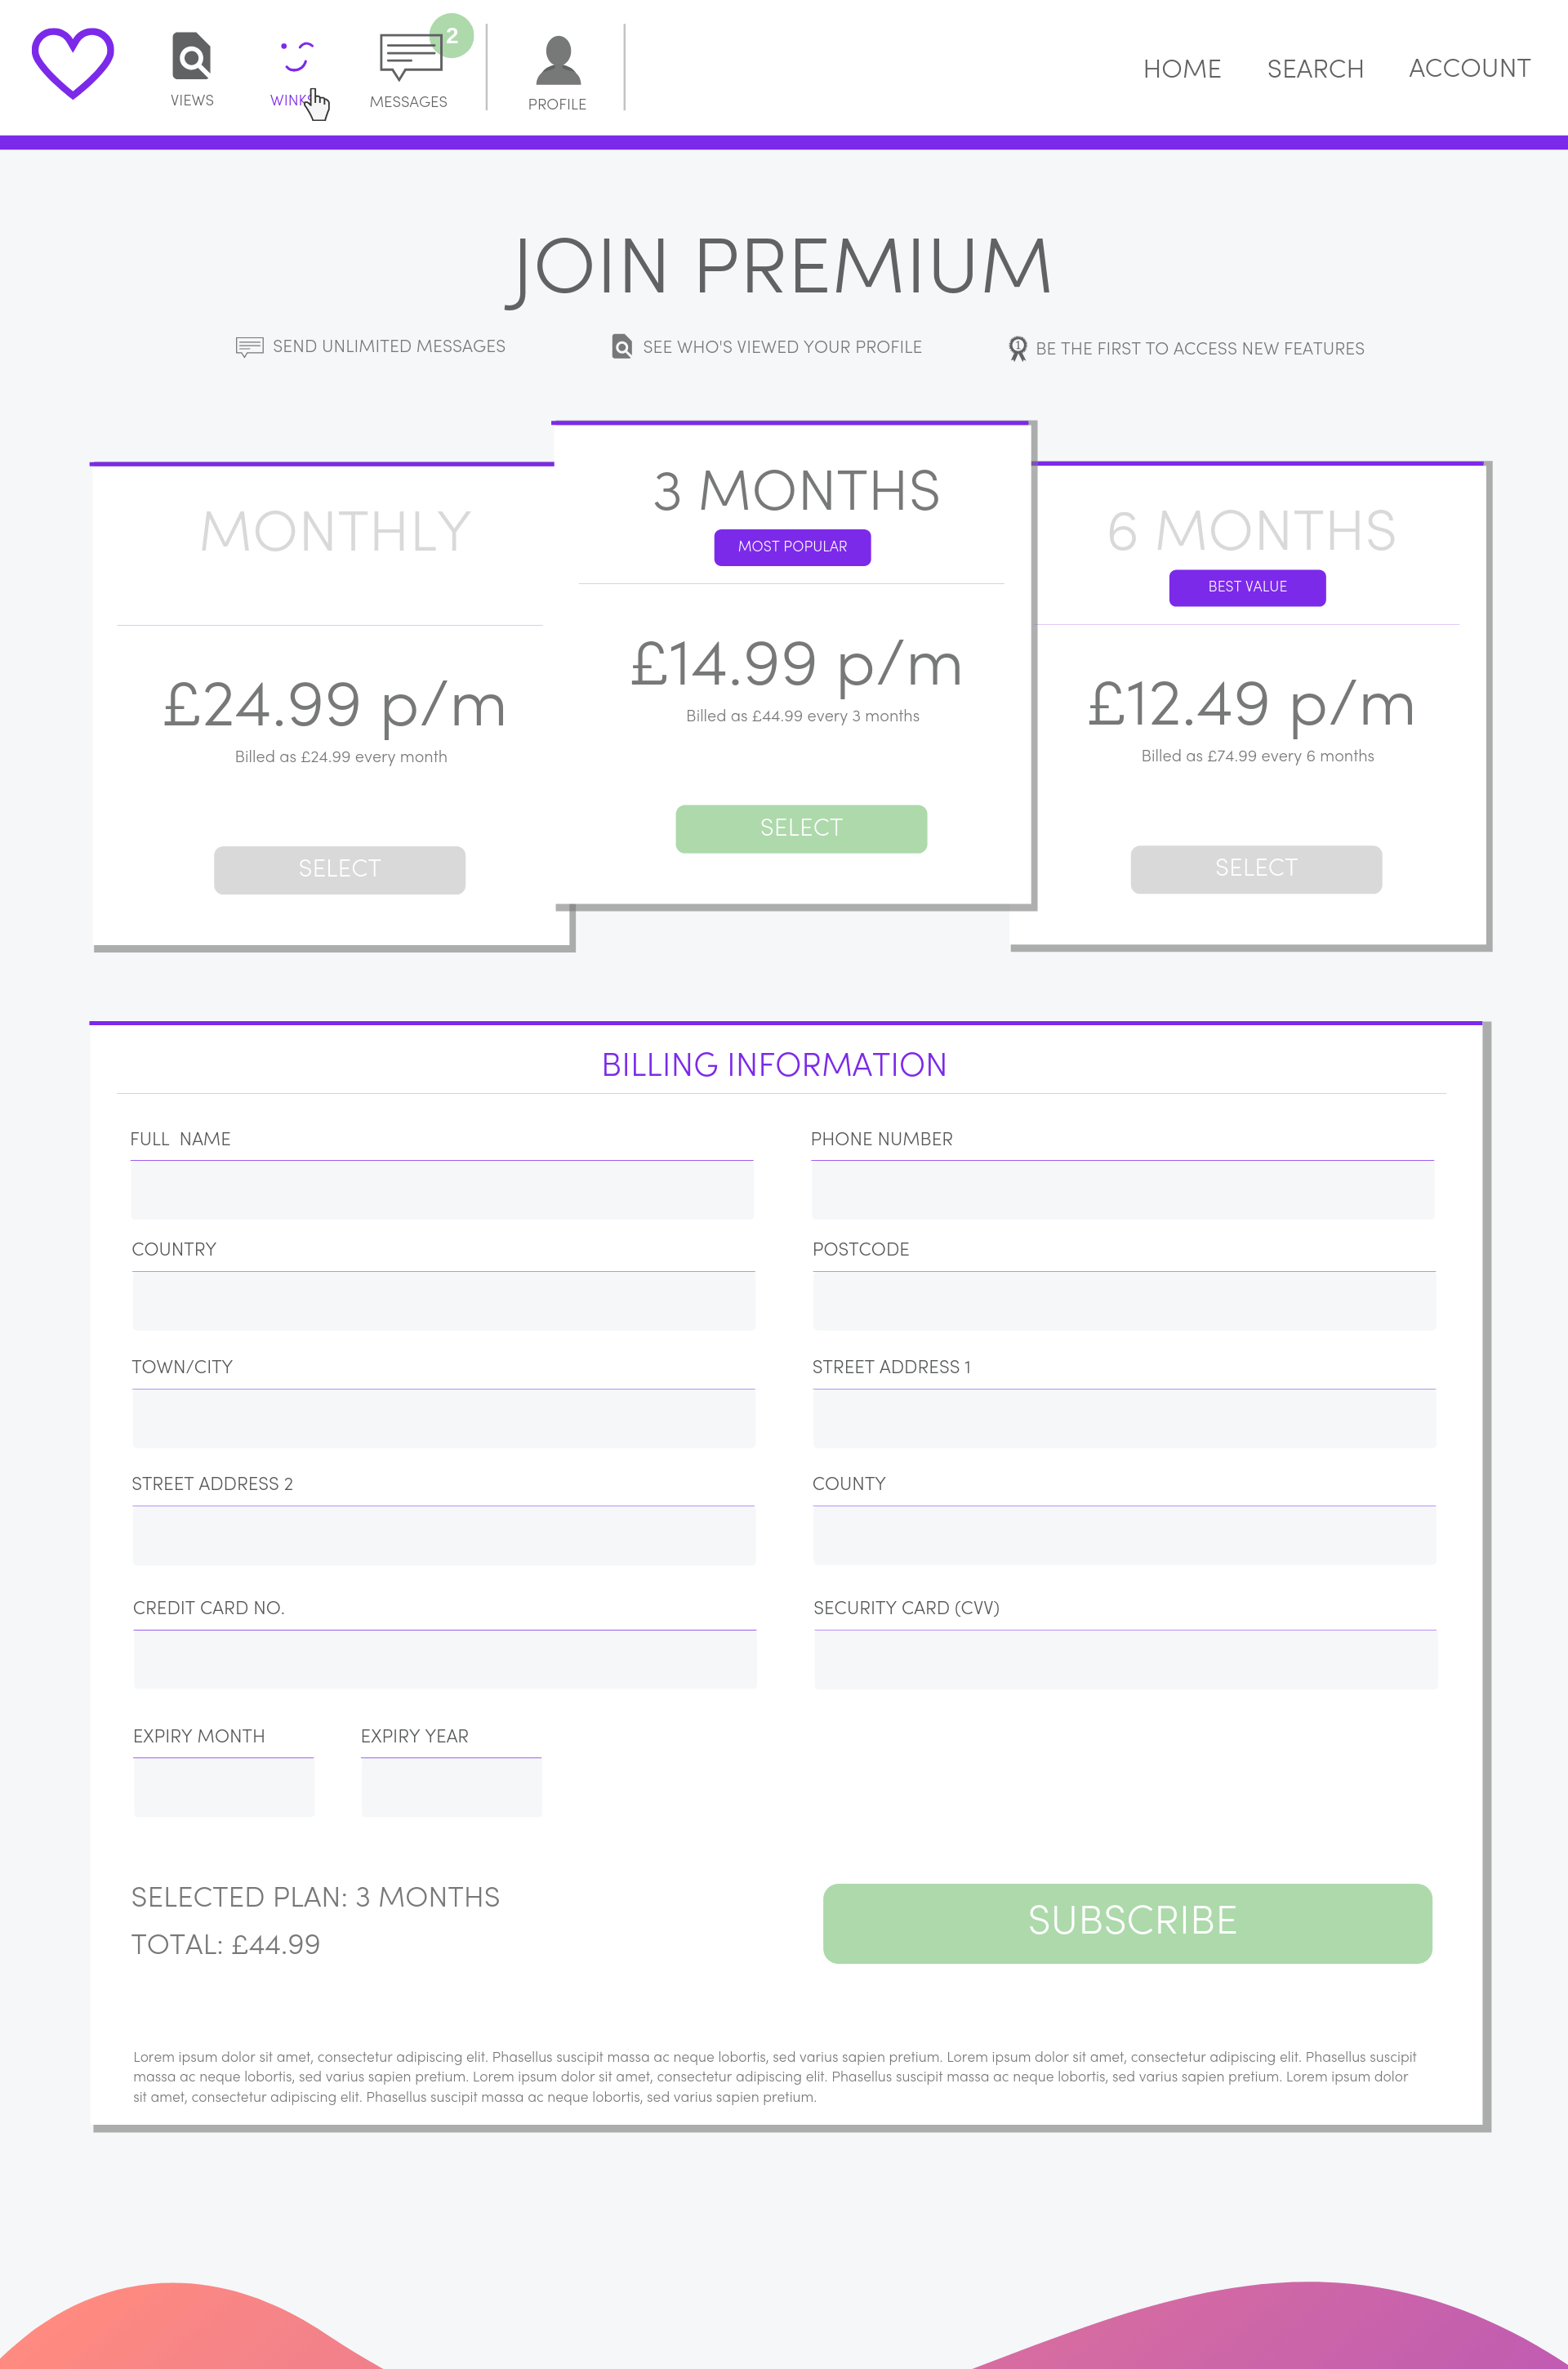 2
VIEWS
WINKS
MESSAGES
PROFILE
HOME
SEARCH
ACCOUNT
JOIN PREMIUM
SEND UNLIMITED MESSAGES
SEE WHO'S VIEWED YOUR PROFILE
1
BE THE FIRST TO ACCESS NEW FEATURES
MONTHLY
£24.99 p/m
Billed as £24.99 every month
SELECT
3 MONTHS
MOST POPULAR
£14.99 p/m
Billed as £44.99 every 3 months
SELECT
6 MONTHS
BEST VALUE
£12.49 p/m
Billed as £74.99 every 6 months
SELECT
BILLING INFORMATION
FULL  NAME
PHONE NUMBER
COUNTRY
POSTCODE
TOWN/CITY
STREET ADDRESS 1
STREET ADDRESS 2
COUNTY
CREDIT CARD NO.
SECURITY CARD (CVV)
EXPIRY MONTH
EXPIRY YEAR
SELECTED PLAN: 3 MONTHS
TOTAL: £44.99
SUBSCRIBE
Lorem ipsum dolor sit amet, consectetur adipiscing elit. Phasellus suscipit massa ac neque lobortis, sed varius sapien pretium. Lorem ipsum dolor sit amet, consectetur adipiscing elit. Phasellus suscipit
massa ac neque lobortis, sed varius sapien pretium. Lorem ipsum dolor sit amet, consectetur adipiscing elit. Phasellus suscipit massa ac neque lobortis, sed varius sapien pretium. Lorem ipsum dolor
sit amet, consectetur adipiscing elit. Phasellus suscipit massa ac neque lobortis, sed varius sapien pretium.